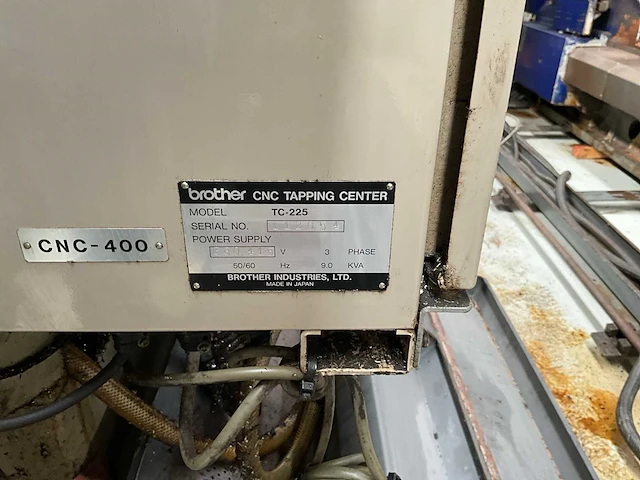 brother CNC TAPPING CENTER
MODEL TC-225
SERIAL NO.
POWER SUPPLY
V 3 PHASE
50/60 Hz 9.0 KVA
BROTHER INDUSTRIES, LTD.
MADE IN JAPAN
CNC-400